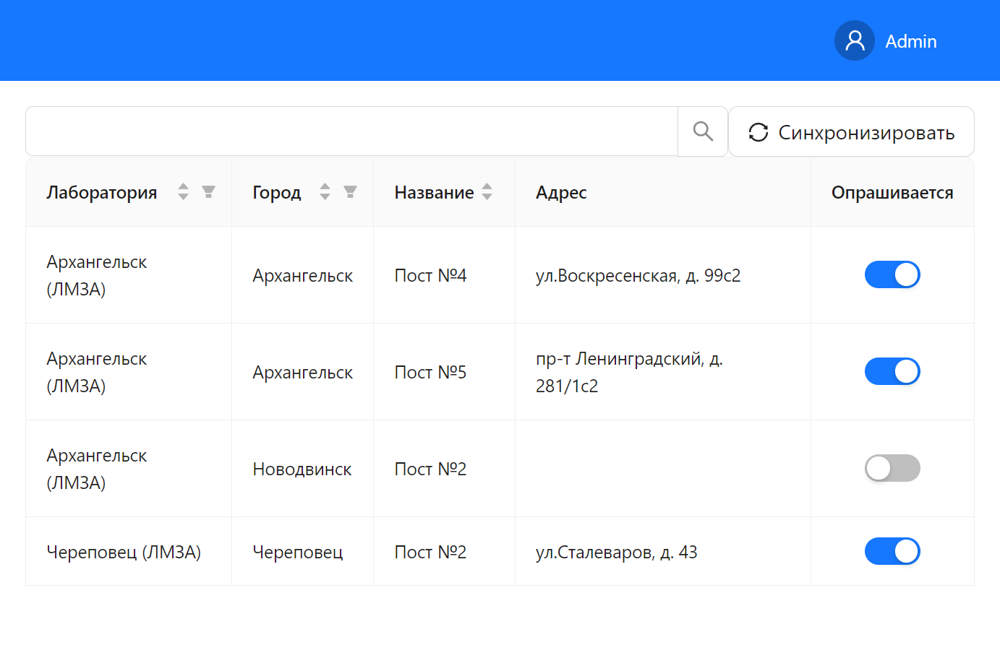 Admin
Синхронизировать
Лаборатория Город Название Адрес Опрашивается
Архангельск
(ЛМЗА)
Архангельск Пост №4 ул.Воскресенская, д. 99с2
Архангельск
(ЛМЗА)
Архангельск Пост №5
пр-т Ленинградский, д.
281/1с2
Архангельск
(ЛМЗА)
Новодвинск Пост №2
Череповец (ЛМЗА) Череповец Пост №2 ул.Сталеваров, д. 43